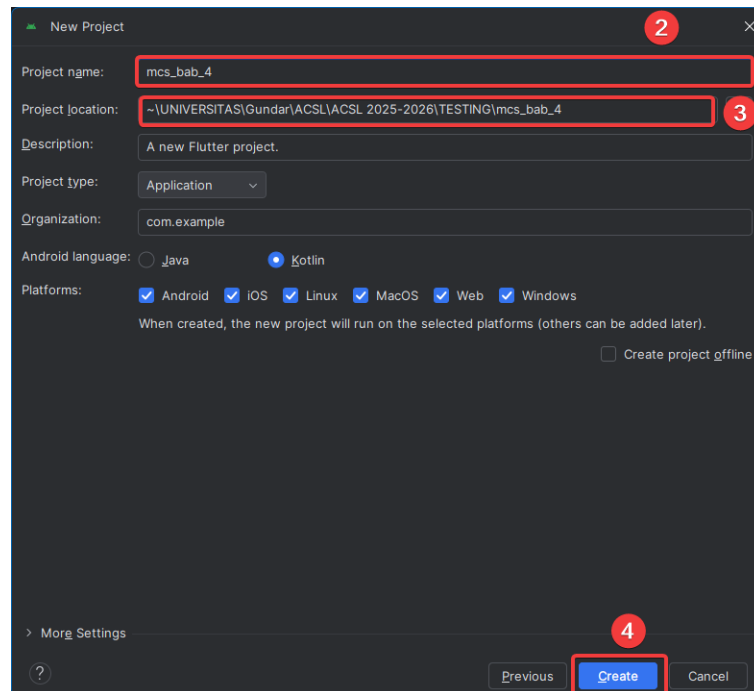 New Project
2
Project name: mcs_bab_4
Project location: ~\UNIVERSITAS\Gundar\ACSL\ACSL 2025-2026\TESTING\mcs_bab_4
3
Description: A new Flutter project.
Project type: Application
Organization: com.example
Android language: Java Kotlin
Platforms: Android iOS Linux MacOS Web Windows
When created, the new project will run on the selected platforms (others can be added later).
Create project offline
More Settings
4
? Previous Create Cancel